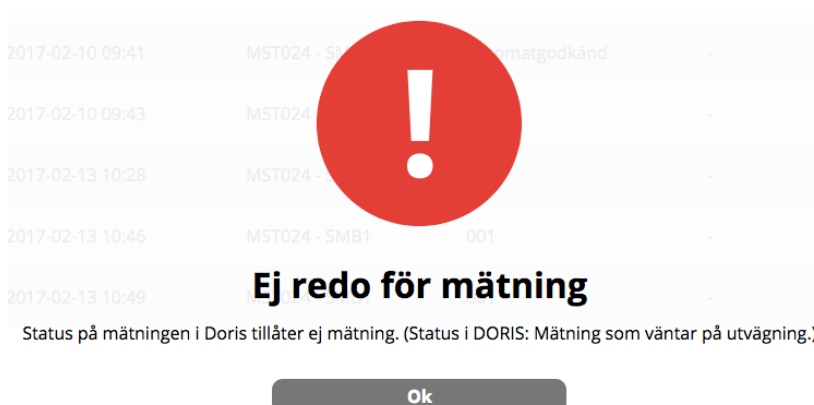 2017-02-10 09:41 MST024 - omatgodkänd -
2017-02-10 09:43 MST024 -
2017-02-13 10:28 MST024 - -
2017-02-13 10:46 MST024 - SMB1 001 -
!
Ej redo för mätning
2017-02-13 10:49 -
Status på mätningen i Doris tillåter ej mätning. (Status i DORIS: Mätning som väntar på utvägning.)
Ok